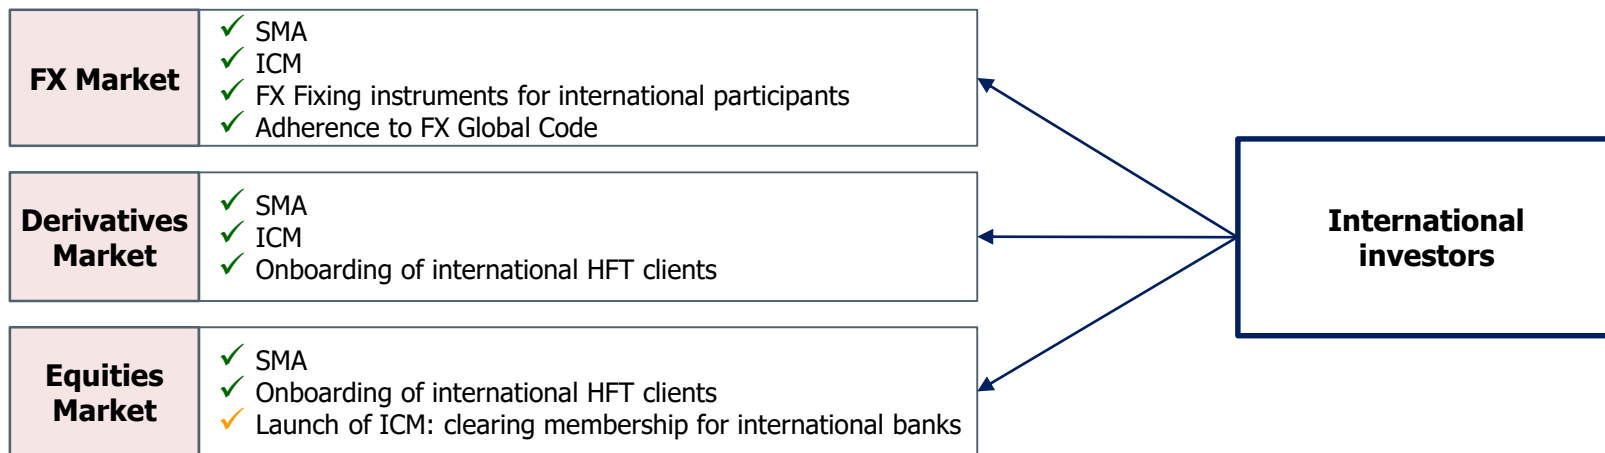 FX Market
SMA
ICM
FX Fixing instruments for international participants
Adherence to FX Global Code
Derivatives
Market
SMA
ICM
Onboarding of international HFT clients
Equities
Market
SMA
Onboarding of international HFT clients
Launch of ICM: clearing membership for international banks
International
investors